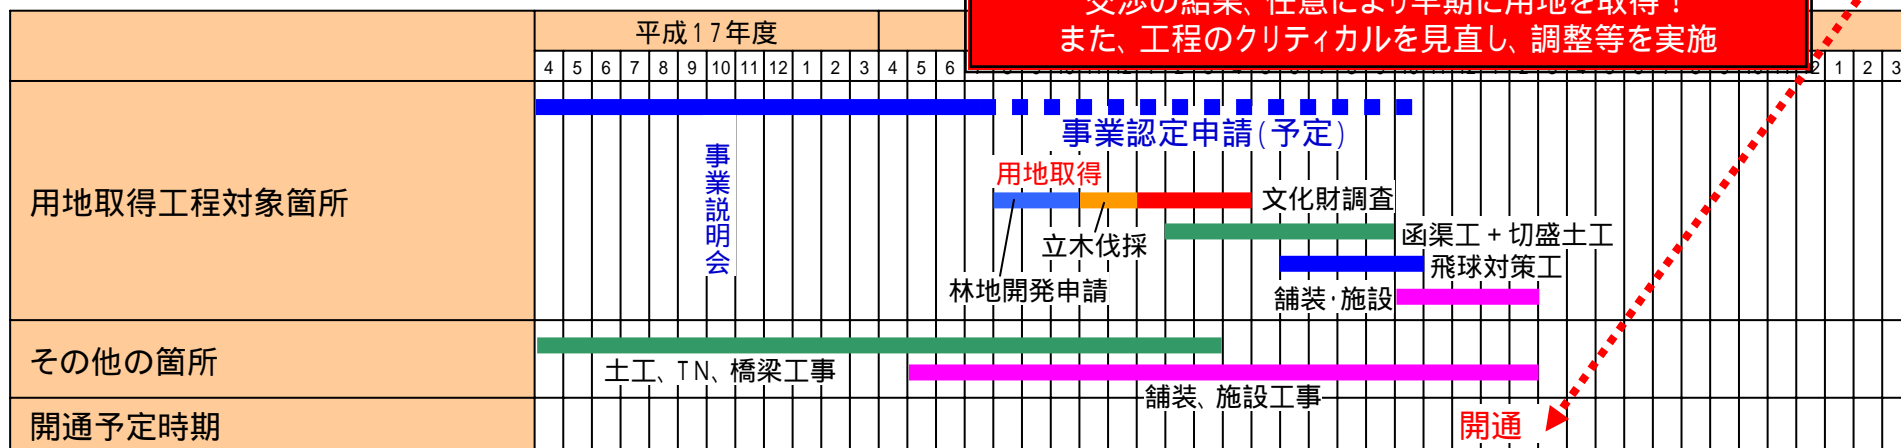 交渉の結果、任意により早期に用地を取得！
また、工程のクリティカルを見直し、調整等を実施
平成17年度
4 5 6 7 8 9 10 11 12 1 2 3 4 5 6
12 1 2 3
用地取得工程対象箇所
事業説明会
事業認定申請(予定)
用地取得
文化財調査
立木伐採
林地開発申請
函渠工+切盛土工
飛球対策工
舗装・施設
その他の箇所
土工、TN、橋梁工事
舗装、施設工事
開通予定時期
開通